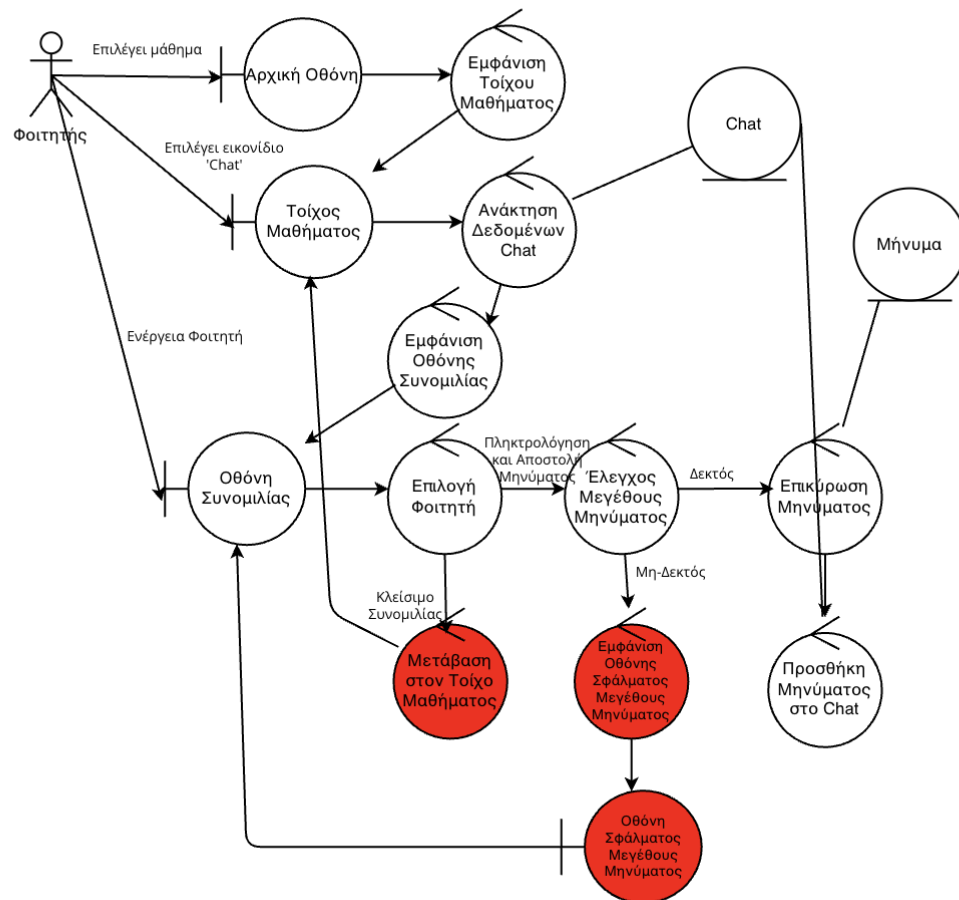 Επιλέγει μάθημα
Αρχική Οθόνη
Εμφάνιση
Τοίχου
Μαθήματος
Φοιτητής
Chat
Επιλέγει εικονίδιο
'Chat'
Τοίχος
Μαθήματος
Ανάκτηση
Δεδομένων
Chat
Μήνυμα
Ενέργεια Φοιτητή
Εμφάνιση
Οθόνης
Συνομιλίας
Οθόνη
Συνομιλίας
Επιλογή
Φοιτητή
Πληκτρολόγηση
και Αποστολή
Μηνύματος
Έλεγχος
Μεγέθους
Μηνύματος
Δεκτός
Επικύρωση
Μηνύματος
Μη-Δεκτός
Κλείσιμο
Συνομιλίας
Μετάβαση
στον Τοίχο
Μαθήματος
Εμφάνιση
Οθόνης
Σφάλματος
Μεγέθους
Μηνύματος
Προσθήκη
Μηνύματος
στο Chat
Οθόνη
Σφάλματος
Μεγέθους
Μηνύματος